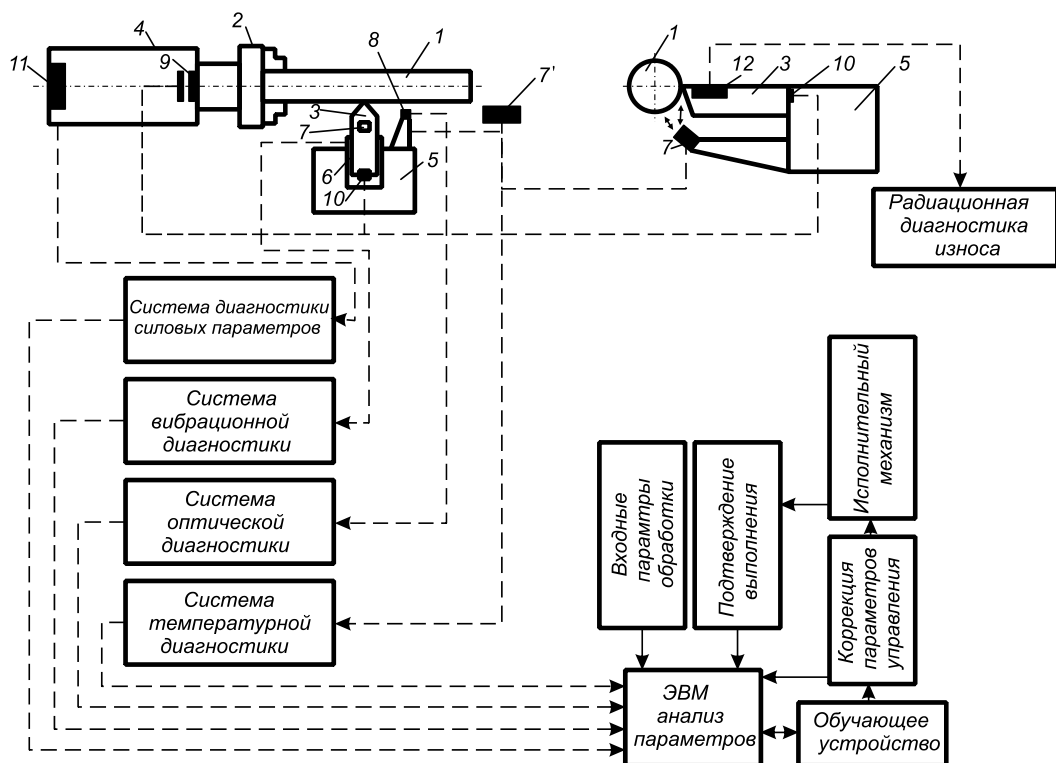 4
2
1
8
11
9
7'
3
7
6
10
5
1
12
3
10
5
7
Радиационная
диагностика
износа
Система диагностики
силовых параметров
Система
вибрационной
диагностики
Система
оптической
диагностики
Система
температурной
диагностики
Входные
парамтры
обработки
Подтверждение
выполнения
Исполнительный
механизм
Коррекция
параметров
управления
ЭВМ
анализ
параметров
Обучающее
устройство